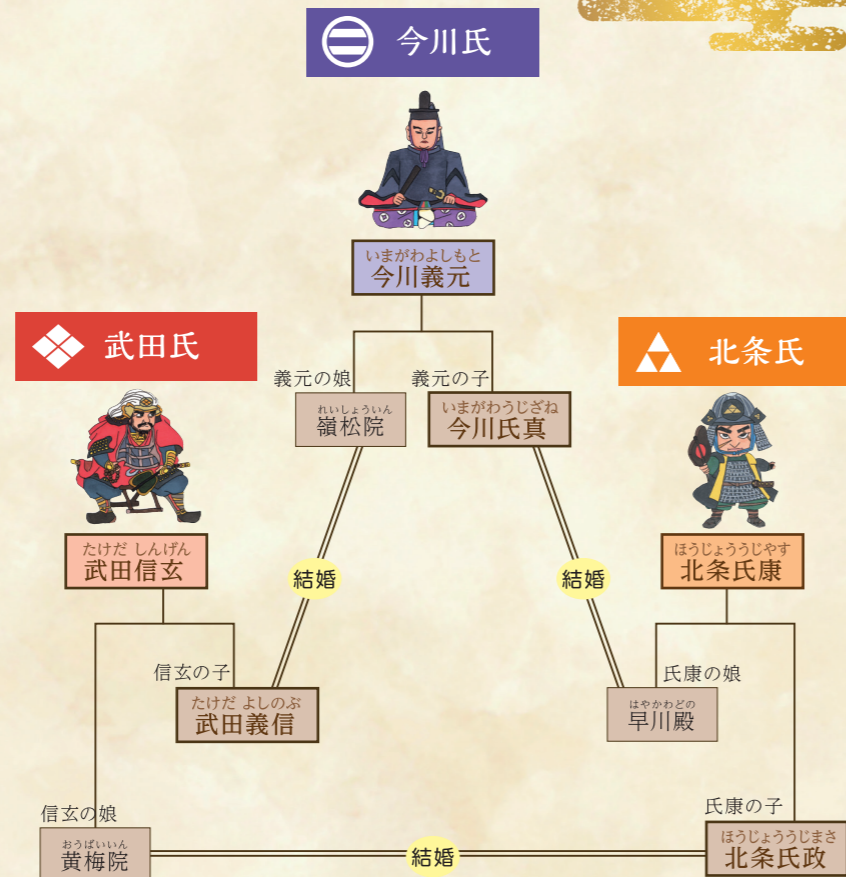 今川氏
いまがわよしもと
今川義元
武田氏
北条氏
義元の娘
義元の子
れいしょういん
嶺松院
いまがわうじざね
今川氏真
たけだ しんげん
武田信玄
ほうじょううじやす
北条氏康
結婚
結婚
信玄の子
氏康の娘
たけだ よしのぶ
武田義信
はやかわどの
早川殿
信玄の娘
氏康の子
おうばいいん
黄梅院
結婚
ほうじょううじまさ
北条氏政